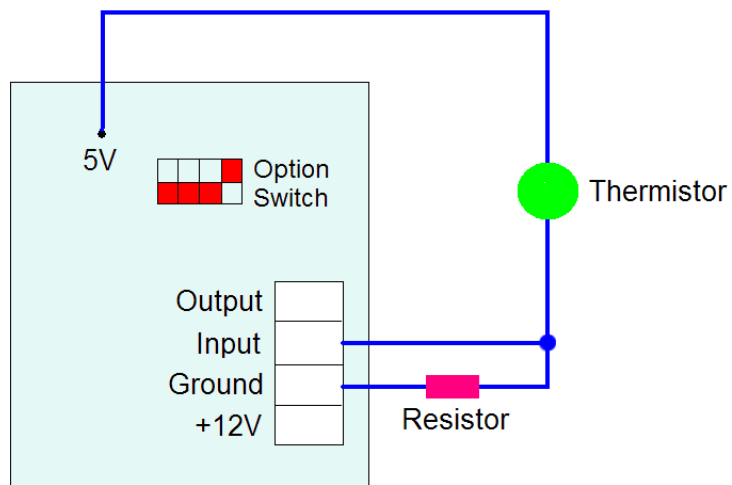 5V
Option
Switch
Thermistor
Output
Input
Ground
+12V
Resistor